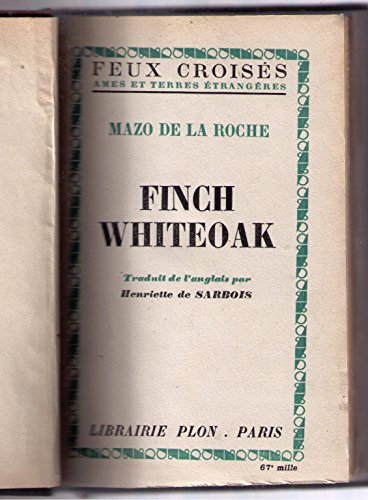 FEUX CROISÉS
AMES ET TERRES ÉTRANGÈRES
MAZO DE LA ROCHE
FINCH
WHITEOAK
Traduit de l'anglais par
Henriette de SARBOIS
LIBRAIRIE PLON . PARIS
67e mille